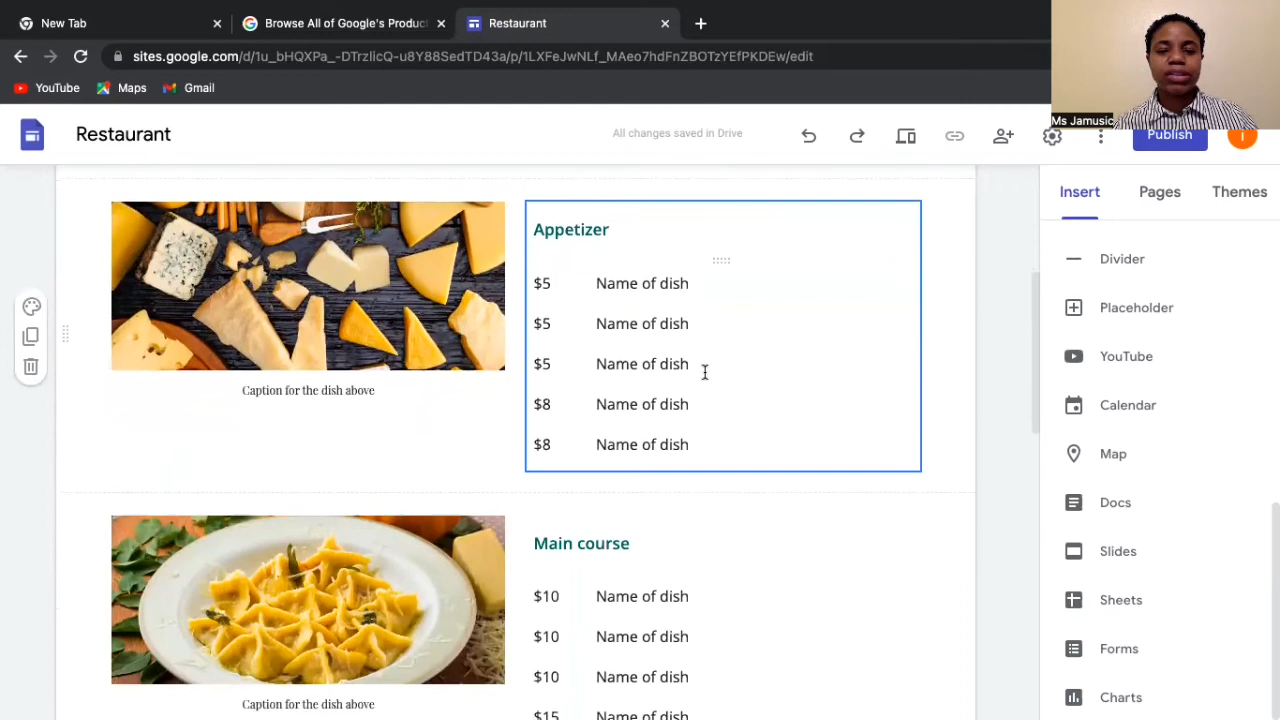 New Tab
Browse All of Google's Product
Restaurant
sites.google.com/d/1u_bHQXPa_-DTrzlicQ-u8Y88SedTD43a/p/1LXFeJwNLf_MAeo7hdFnZBOTzYEfPKDEw/edit
YouTube
Maps
Gmail
Ms Jamusic
Restaurant
All changes saved in Drive
Publish
Insert
Pages
Themes
Appetizer
$5 Name of dish
$5 Name of dish
$5 Name of dish
$8 Name of dish
$8 Name of dish
Caption for the dish above
Main course
$10 Name of dish
$10 Name of dish
$10 Name of dish
$15 Name of dish
Caption for the dish above
Divider
Placeholder
YouTube
Calendar
Map
Docs
Slides
Sheets
Forms
Charts